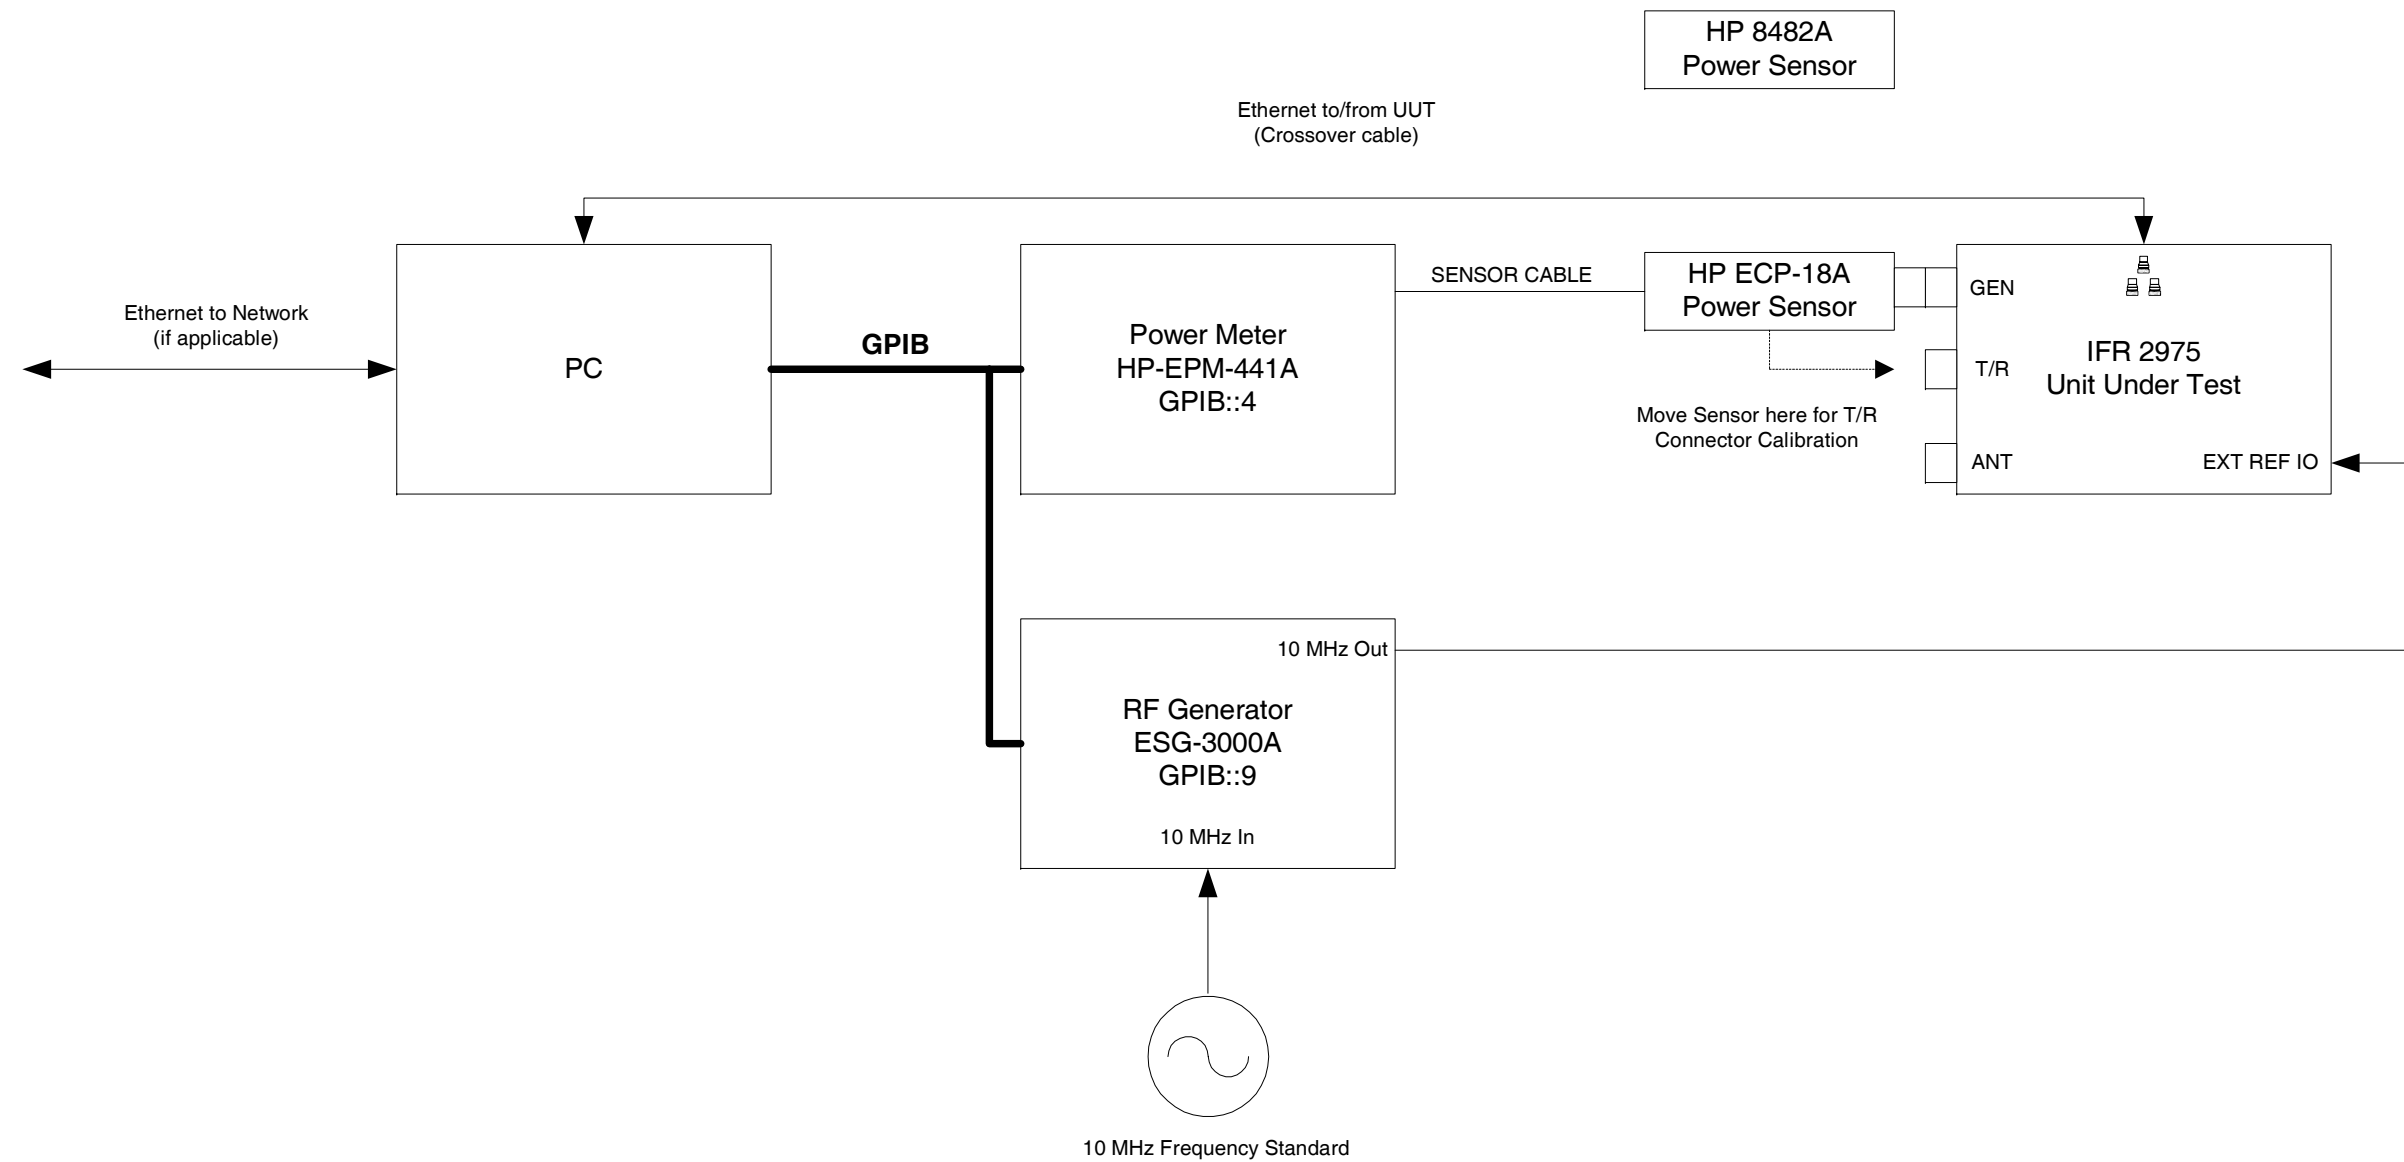 HP 8482A
Power Sensor
Ethernet to/from UUT
(Crossover cable)
Ethernet to Network
(if applicable)
PC
GPIB
Power Meter
HP-EPM-441A
GPIB::4
SENSOR CABLE
HP ECP-18A
Power Sensor
Move Sensor here for T/R
Connector Calibration
GEN
T/R
ANT
IFR 2975
Unit Under Test
EXT REF IO
10 MHz Out
RF Generator
ESG-3000A
GPIB::9
10 MHz In
10 MHz Frequency Standard